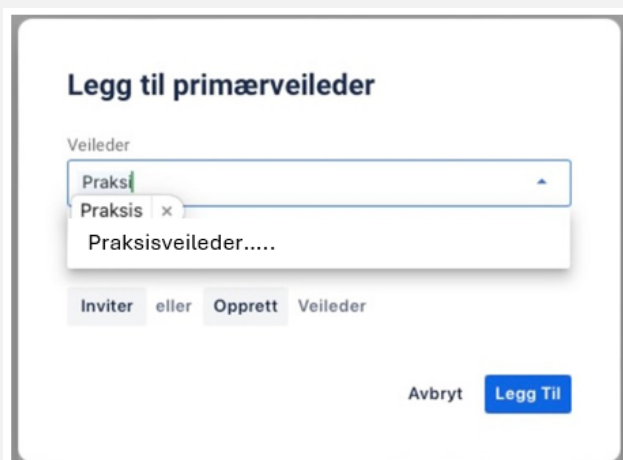 Legg til primærveileder
Veileder
Praksi
Praksis ×
Praksisveileder.....
Inviter eller Opprett Veileder
Avbryt Legg Til